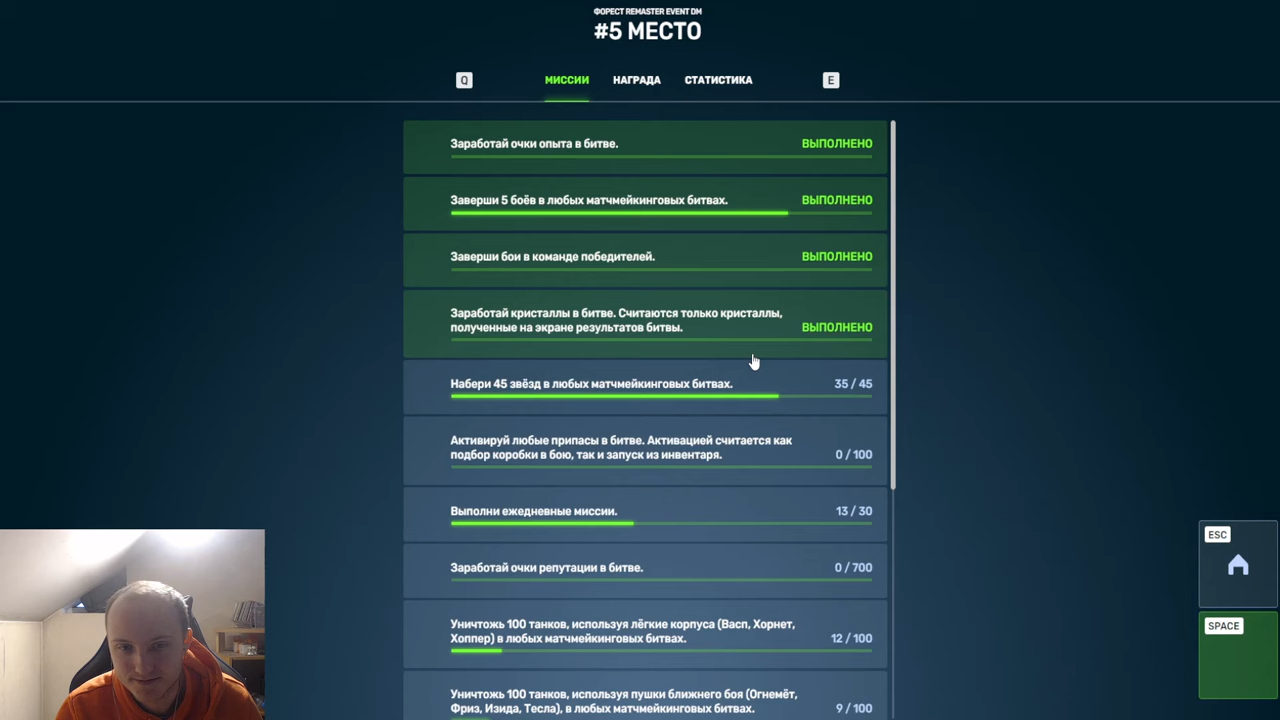 ФОРЕСТ REMASTER EVENT DM
#5 МЕСТО
Q
МИССИИ
НАГРАДА
СТАТИСТИКА
E
Заработай очки опыта в битве.
ВЫПОЛНЕНО
Заверши 5 боёв в любых матчмейкинговых битвах.
ВЫПОЛНЕНО
Заверши бои в команде победителей.
ВЫПОЛНЕНО
Заработай кристаллы в битве. Считаются только кристаллы,
полученные на экране результатов битвы.
ВЫПОЛНЕНО
Набери 45 звёзд в любых матчмейкинговых битвах.
35 / 45
Активируй любые припасы в битве. Активацией считается как
подбор коробки в бою, так и запуск из инвентаря.
0 / 100
Выполни ежедневные миссии.
13 / 30
Заработай очки репутации в битве.
0 / 700
Уничтожь 100 танков, используя лёгкие корпуса (Васп, Хорнет,
Хоппер) в любых матчмейкинговых битвах.
12 / 100
Уничтожь 100 танков, используя пушки ближнего боя (Огнемёт,
Фриз, Изида, Тесла), в любых матчмейкинговых битвах.
9 / 100
ESC
SPACE